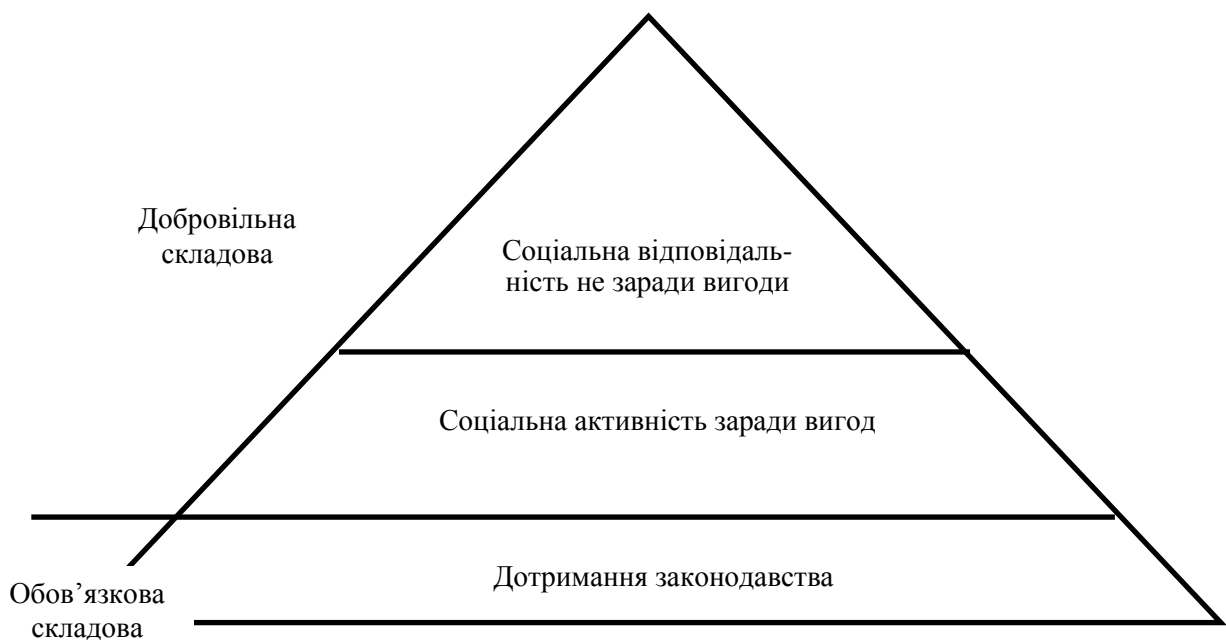 Добровільна
складова
Соціальна відповідаль-
ність не заради вигоди
Соціальна активність заради вигод
Дотримання законодавства
Обов’язкова
складова